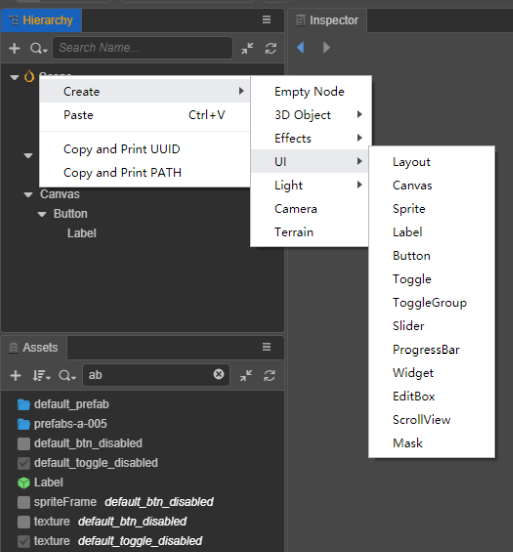 Hierarchy
Inspector
Search Name...
Create
Paste Ctrl+V
Copy and Print UUID
Copy and Print PATH
Empty Node
3D Object
Effects
UI
Light
Camera
Terrain
Layout
Canvas
Sprite
Label
Button
Toggle
ToggleGroup
Slider
ProgressBar
Widget
EditBox
ScrollView
Mask
Canvas
Button
Label
Assets
ab
default_prefab
prefabs-a-005
default_btn_disabled
default_toggle_disabled
Label
spriteFrame default_btn_disabled
texture default_btn_disabled
texture default_toggle_disabled